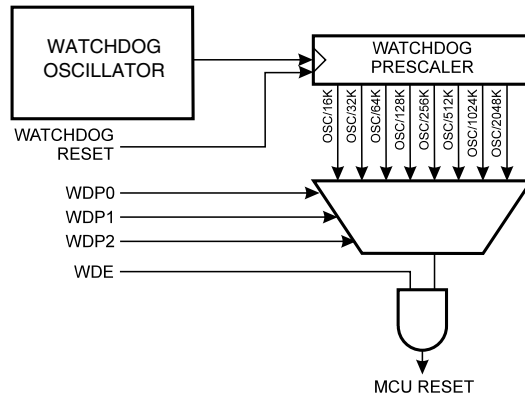 WATCHDOG
OSCILLATOR
WATCHDOG
PRESCALER
WATCHDOG
RESET
OSC/16K
OSC/32K
OSC/64K
OSC/128K
OSC/256K
OSC/512K
OSC/1024K
OSC/2048K
WDP0
WDP1
WDP2
WDE
MCU RESET